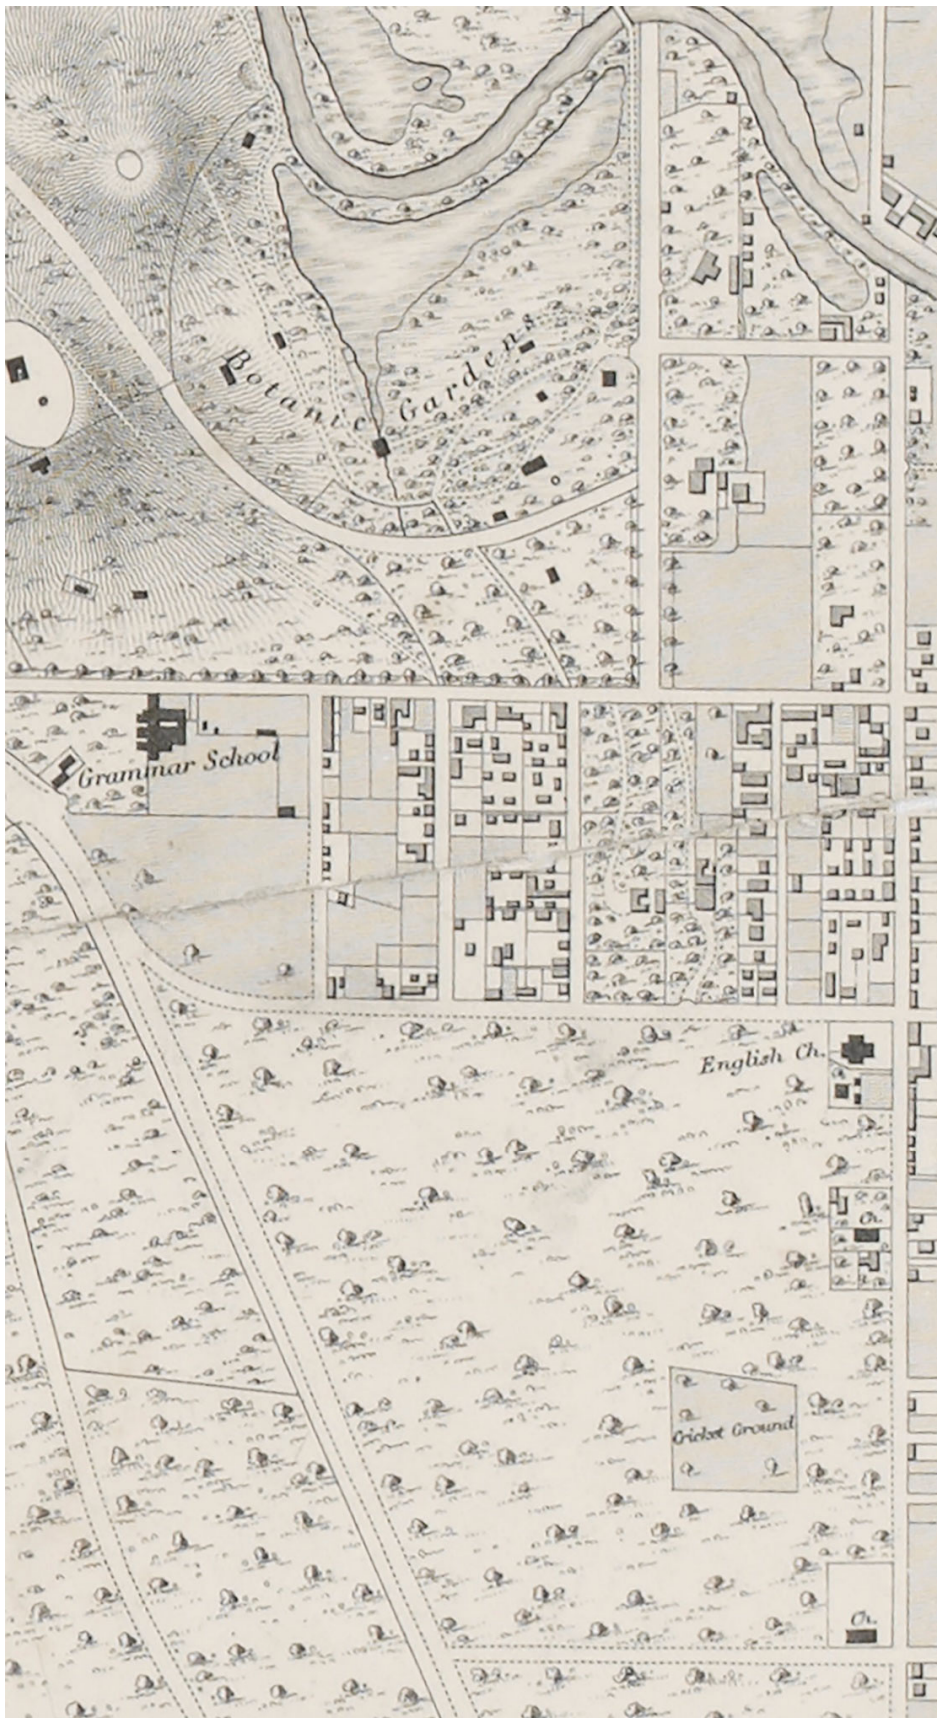 Botanic Gardens
Grammar School
English Ch.
Ch.
Cricket Ground
Ch.